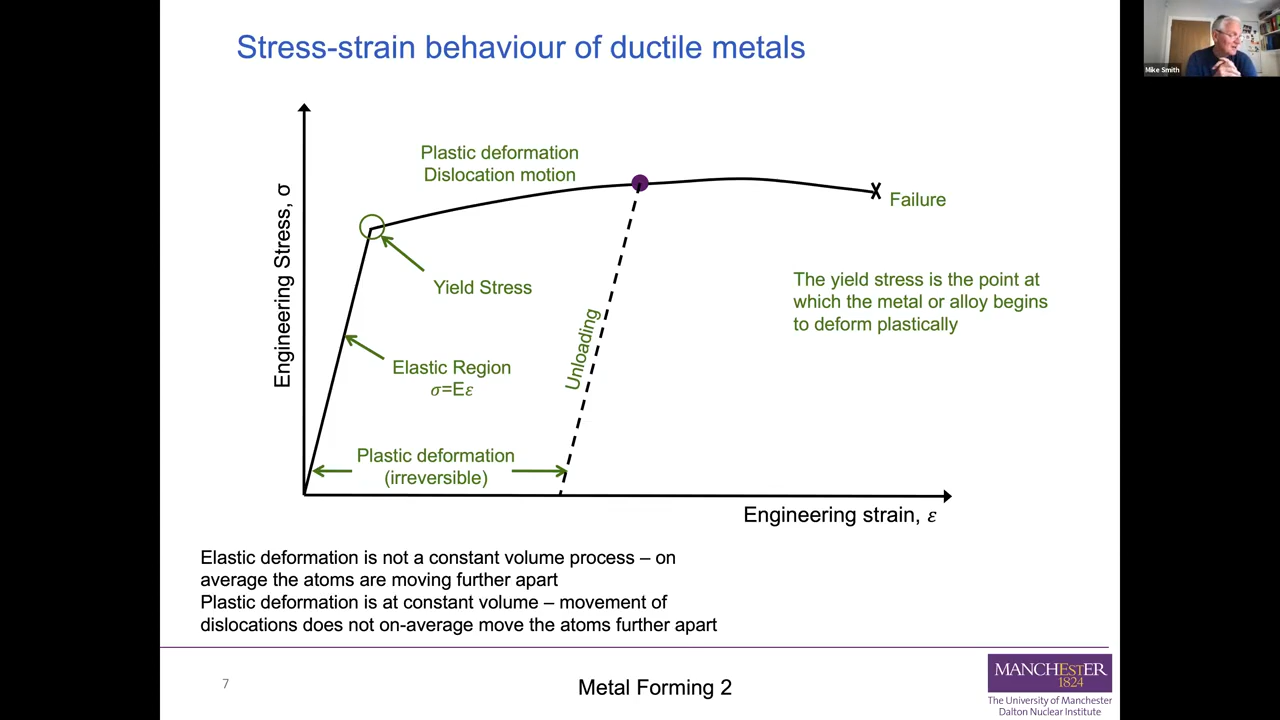 Stress-strain behaviour of ductile metals
Mike Smith
Plastic deformation
Dislocation motion
Failure
Engineering Stress, σ
Yield Stress
The yield stress is the point at
which the metal or alloy begins
to deform plastically
Unloading
Elastic Region
𝜎=E𝜀
Plastic deformation
(irreversible)
Engineering strain, 𝜀
Elastic deformation is not a constant volume process – on
average the atoms are moving further apart
Plastic deformation is at constant volume – movement of
dislocations does not on-average move the atoms further apart
7
Metal Forming 2
MANCHESTER
1824
The University of Manchester
Dalton Nuclear Institute